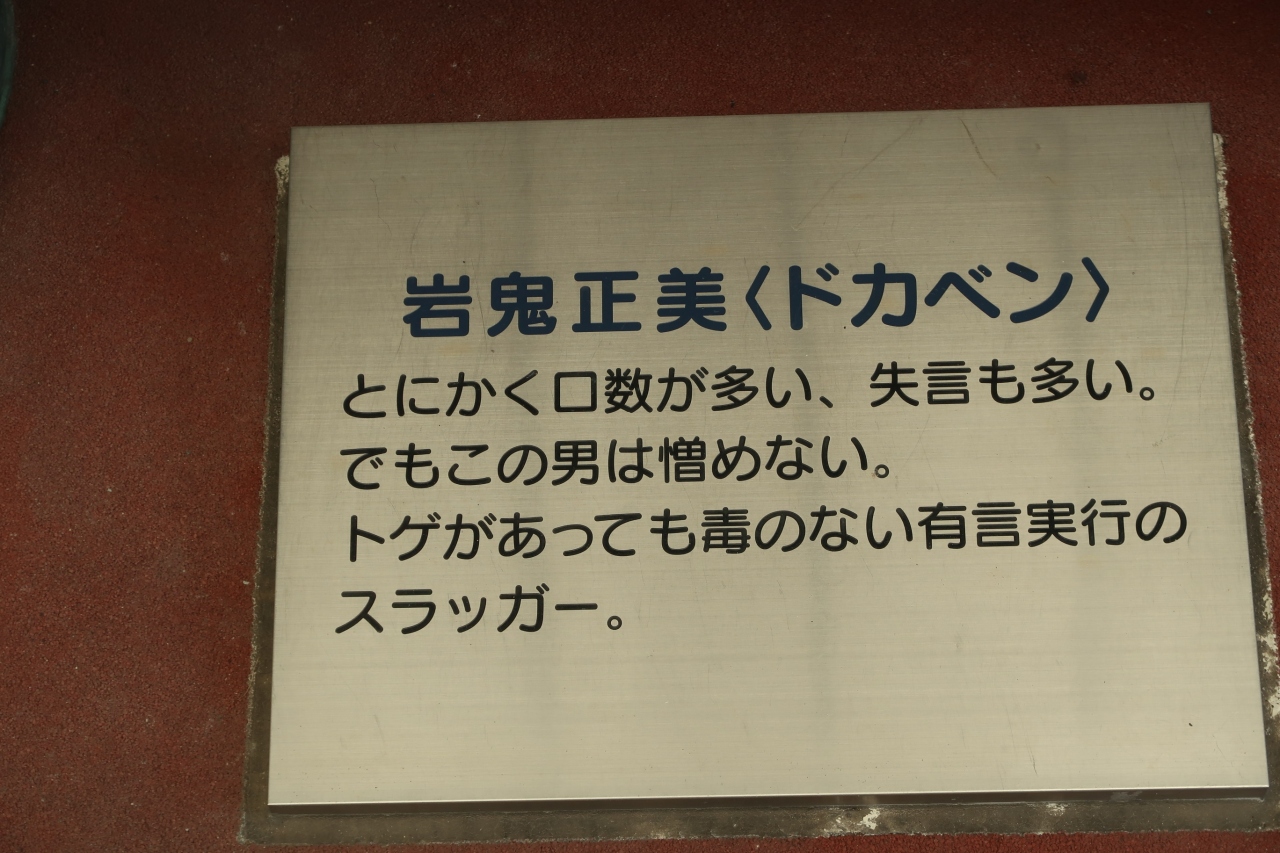 岩鬼正美〈ドカベン〉
とにかく口数が多い、失言も多い。
でもこの男は憎めない。
トゲがあっても毒のない有言実行の
スラッガー。